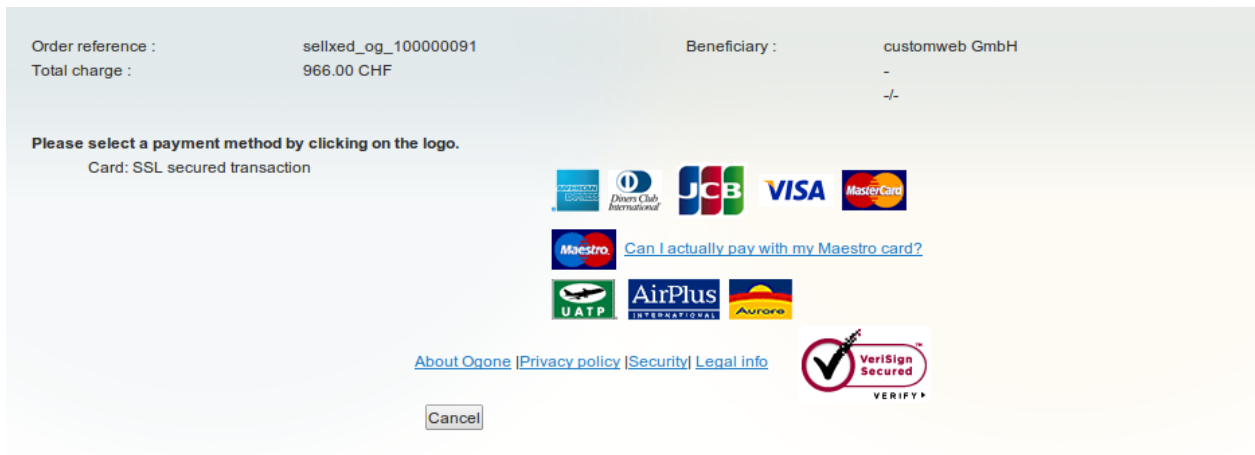 Order reference : sellxed_og_100000091 Beneficiary : customweb GmbH
Total charge : 966.00 CHF -
-/-
Please select a payment method by clicking on the logo.
Card: SSL secured transaction
AMERICAN EXPRESS Diners Club International JCB VISA MasterCard
Maestro Can I actually pay with my Maestro card?
UATP AirPlus INTERNATIONAL Aurore
About Ogone |Privacy policy |Security| Legal info
VeriSign Secured
VERIFY
Cancel